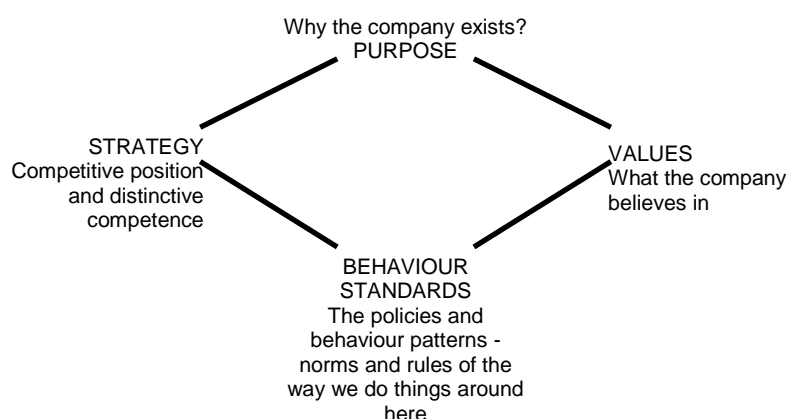 Why the company exists?
PURPOSE
STRATEGY
Competitive position
and distinctive
competence
VALUES
What the company
believes in
BEHAVIOUR
STANDARDS
The policies and
behaviour patterns -
norms and rules of the
way we do things around
here